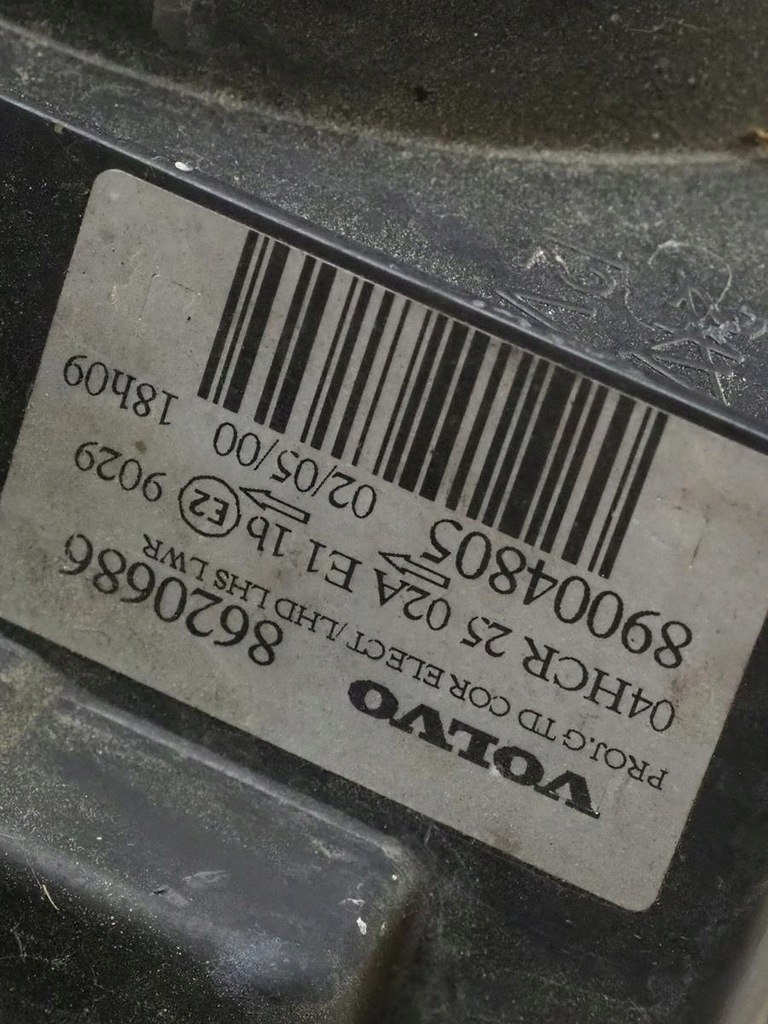 VOLVO 8620686
PROJ.G TD COR ELECT /LHD LHS LWR
04HCR 25 02A E1 1b E2 9029
89004805 02/05/00 18h09
12V